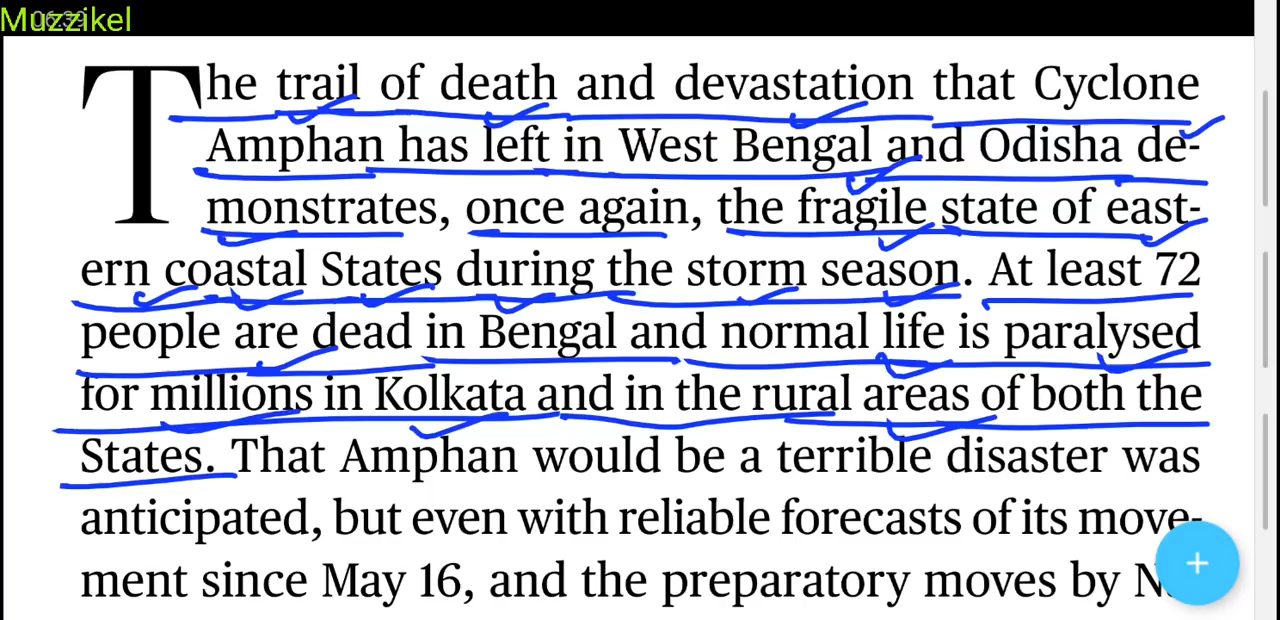 Muzzikel
The trail of death and devastation that Cyclone
Amphan has left in West Bengal and Odisha de-
monstrates, once again, the fragile state of east-
ern coastal States during the storm season. At least 72
people are dead in Bengal and normal life is paralysed
for millions in Kolkata and in the rural areas of both the
States. That Amphan would be a terrible disaster was
anticipated, but even with reliable forecasts of its move-
ment since May 16, and the preparatory moves by